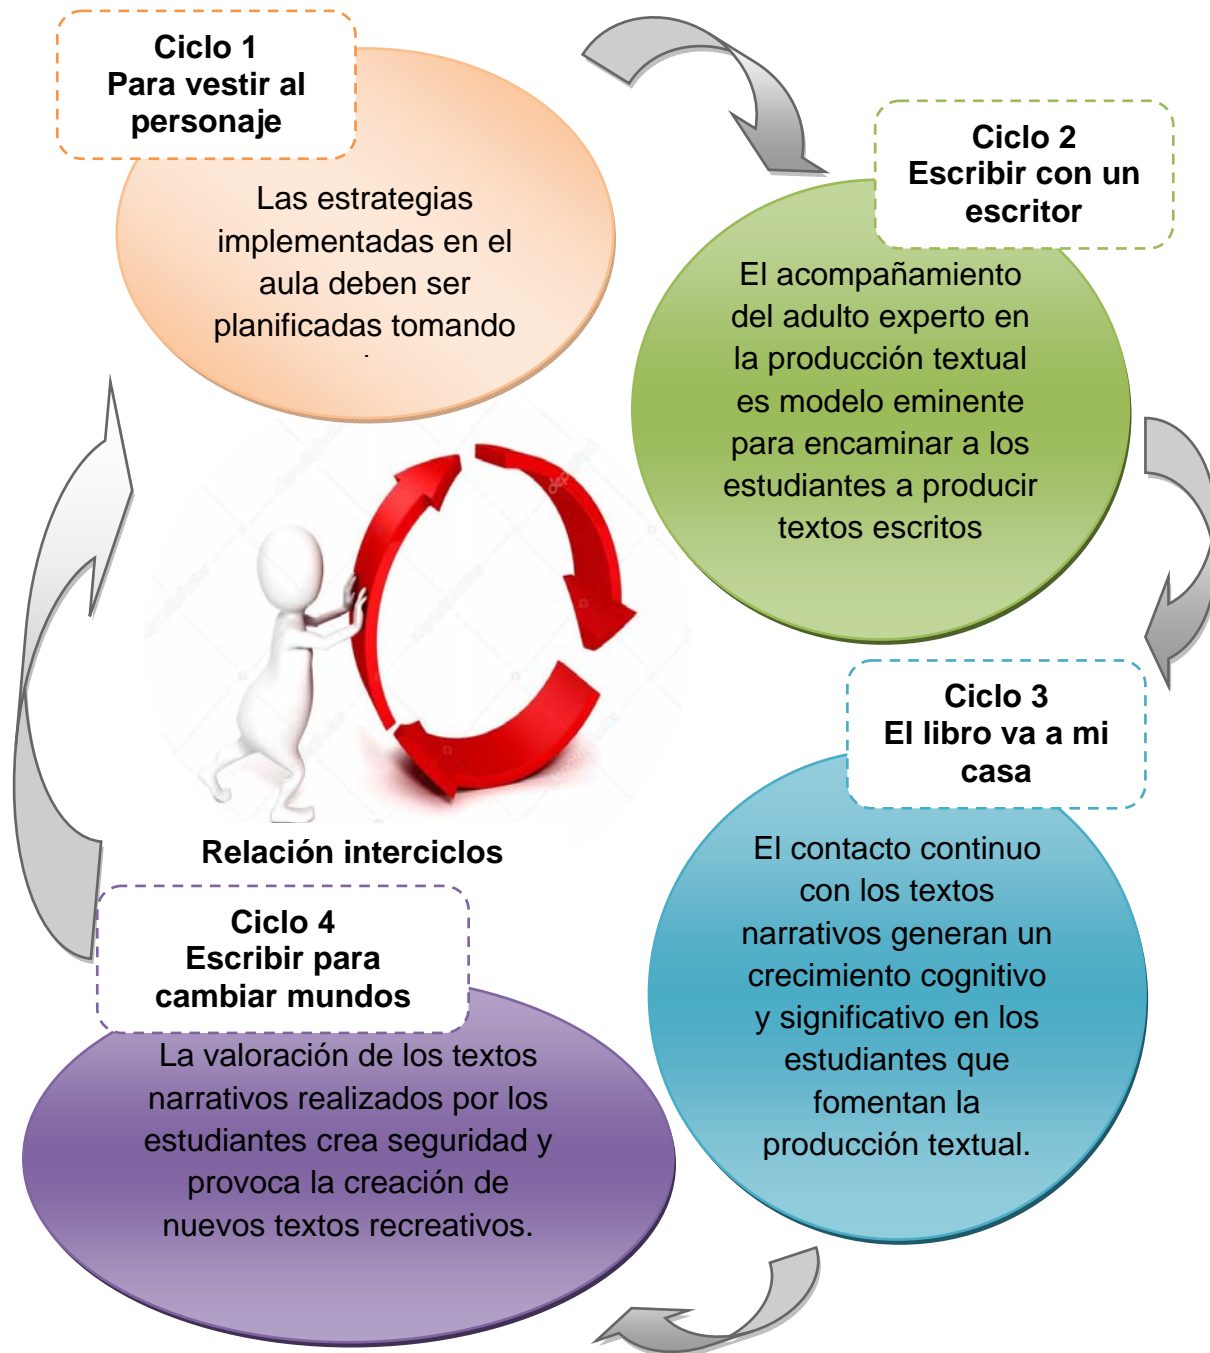 Ciclo 1
Para vestir al
personaje
Las estrategias
implementadas en el
aula deben ser
planificadas tomando
Ciclo 2
Escribir con un
escritor
El acompañamiento
del adulto experto en
la producción textual
es modelo eminente
para encaminar a los
estudiantes a producir
textos escritos
Ciclo 3
El libro va a mi
casa
El contacto continuo
con los textos
narrativos generan un
crecimiento cognitivo
y significativo en los
estudiantes que
fomentan la
producción textual.
Relación interciclos
Ciclo 4
Escribir para
cambiar mundos
La valoración de los textos
narrativos realizados por los
estudiantes crea seguridad y
provoca la creación de
nuevos textos recreativos.